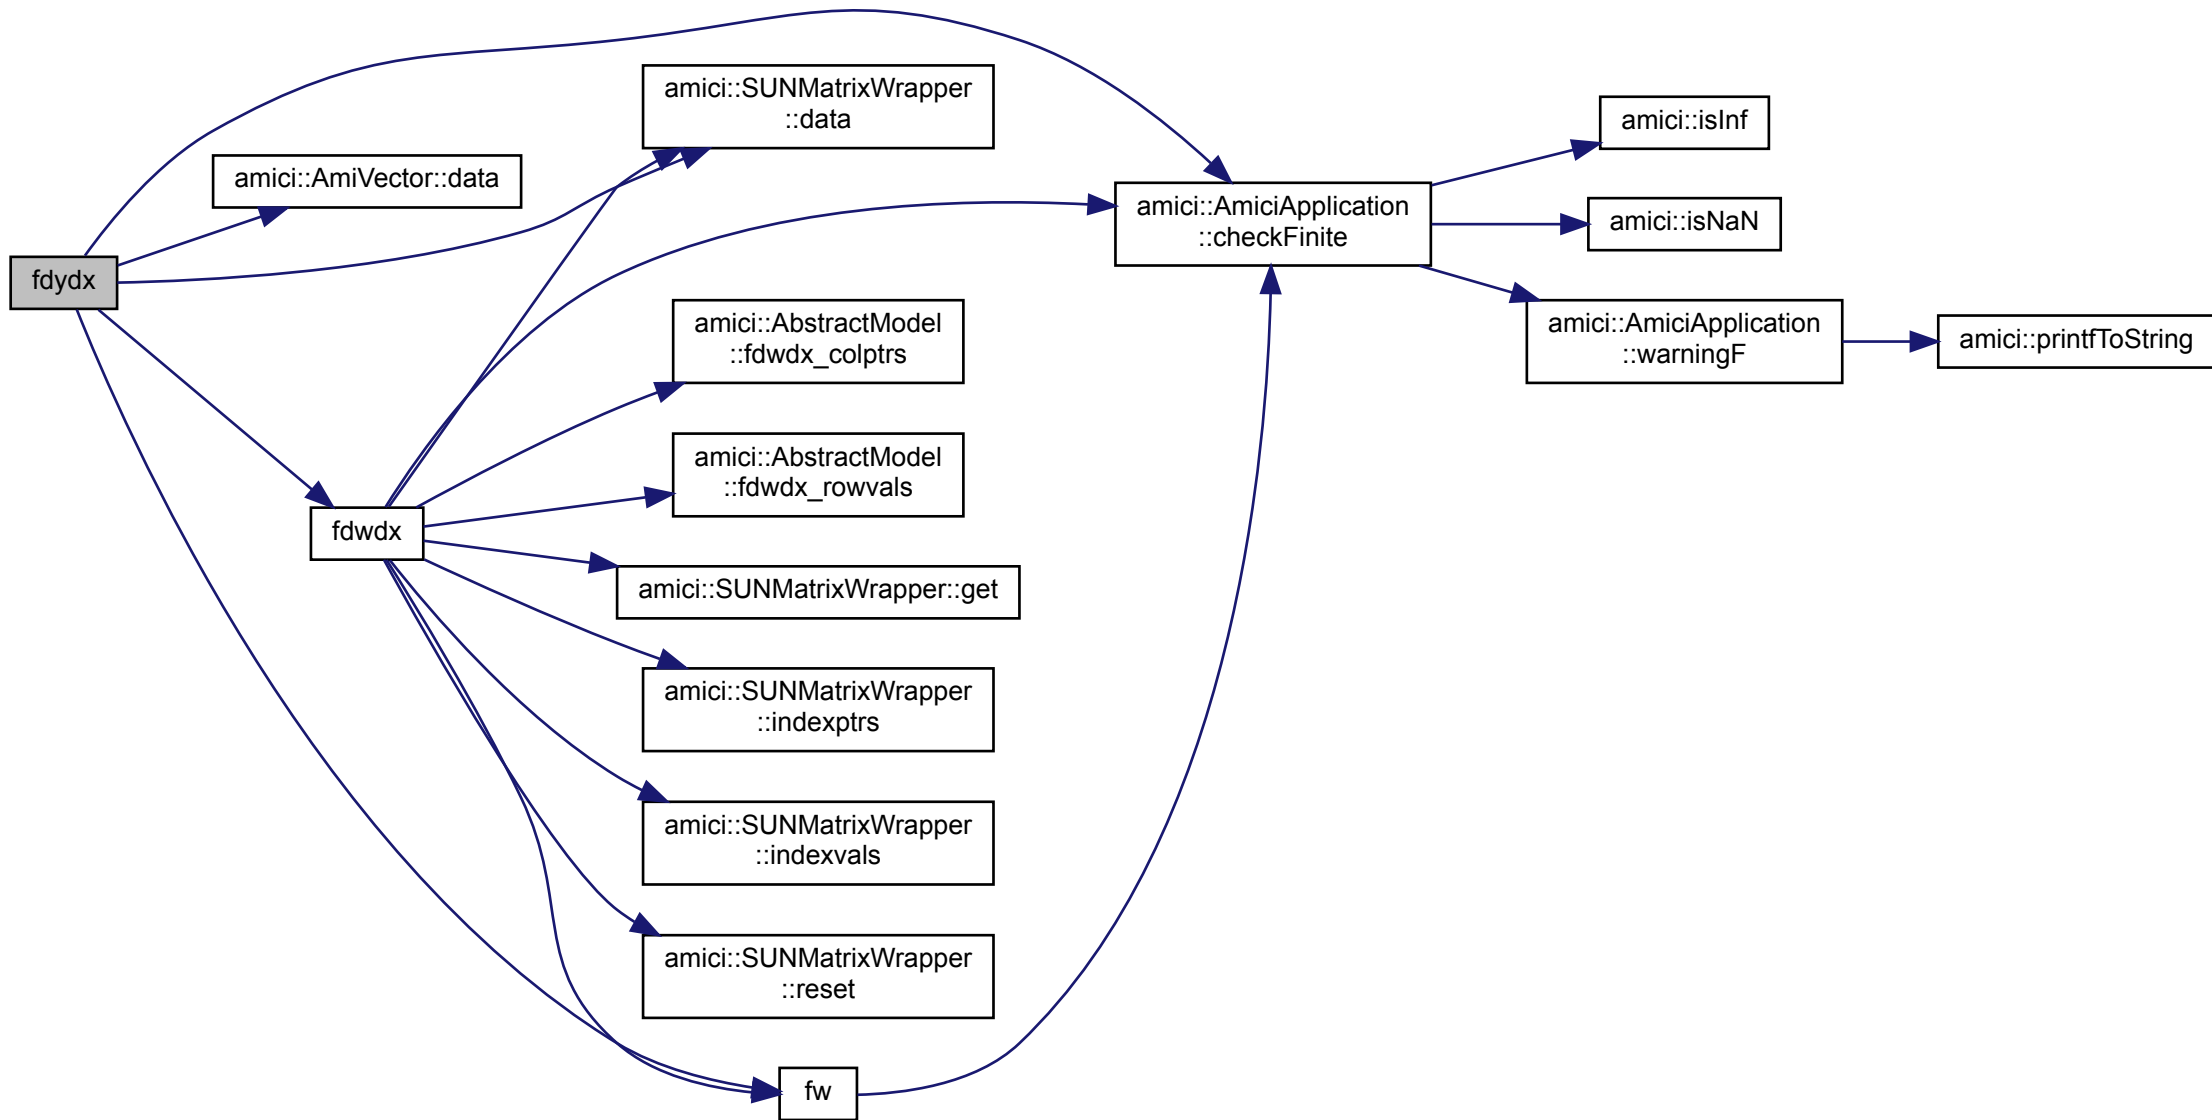 fdydx
amici::AmiVector::data
fdwdx
amici::SUNMatrixWrapper
::data
amici::AbstractModel
::fdwdx_colptrs
amici::AbstractModel
::fdwdx_rowvals
amici::SUNMatrixWrapper::get
amici::SUNMatrixWrapper
::indexptrs
amici::SUNMatrixWrapper
::indexvals
amici::SUNMatrixWrapper
::reset
fw
amici::AmiciApplication
::checkFinite
amici::isInf
amici::isNaN
amici::AmiciApplication
::warningF
amici::printfToString